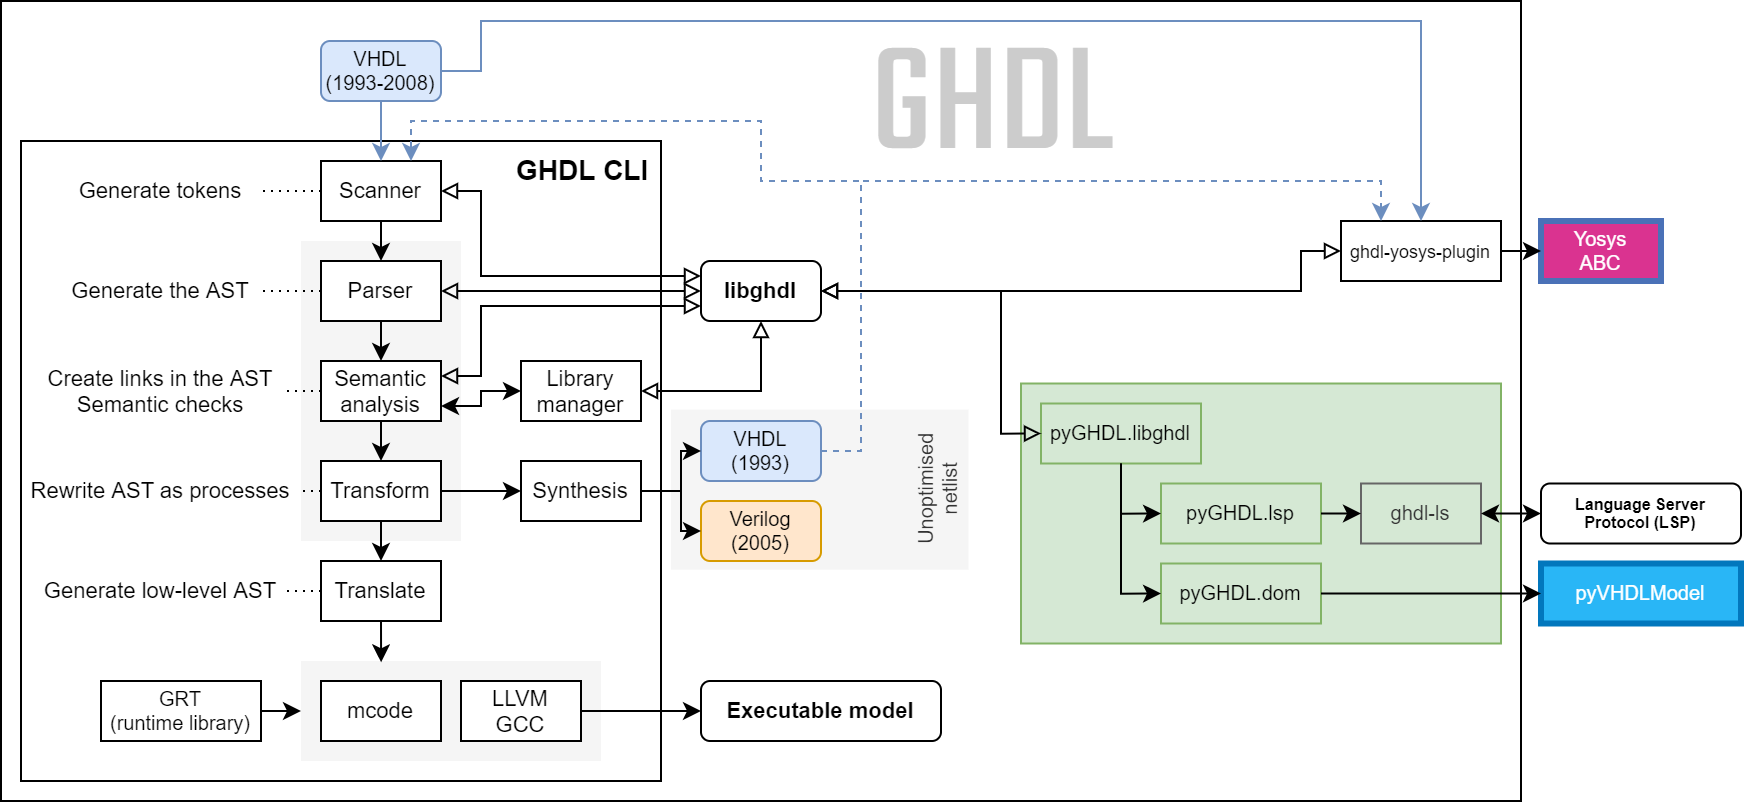 GHDL
VHDL
(1993-2008)
GHDL CLI
Generate tokens
Scanner
Generate the AST
Parser
libghdl
ghdl-yosys-plugin
Yosys
ABC
Create links in the AST
Semantic checks
Semantic
analysis
Library
manager
Rewrite AST as processes
Transform
Synthesis
VHDL
(1993)
Verilog
(2005)
Unoptimised
netlist
pyGHDL.libghdl
pyGHDL.lsp
ghdl-ls
Language Server
Protocol (LSP)
pyGHDL.dom
pyVHDLModel
Generate low-level AST
Translate
GRT
(runtime library)
mcode
LLVM
GCC
Executable model